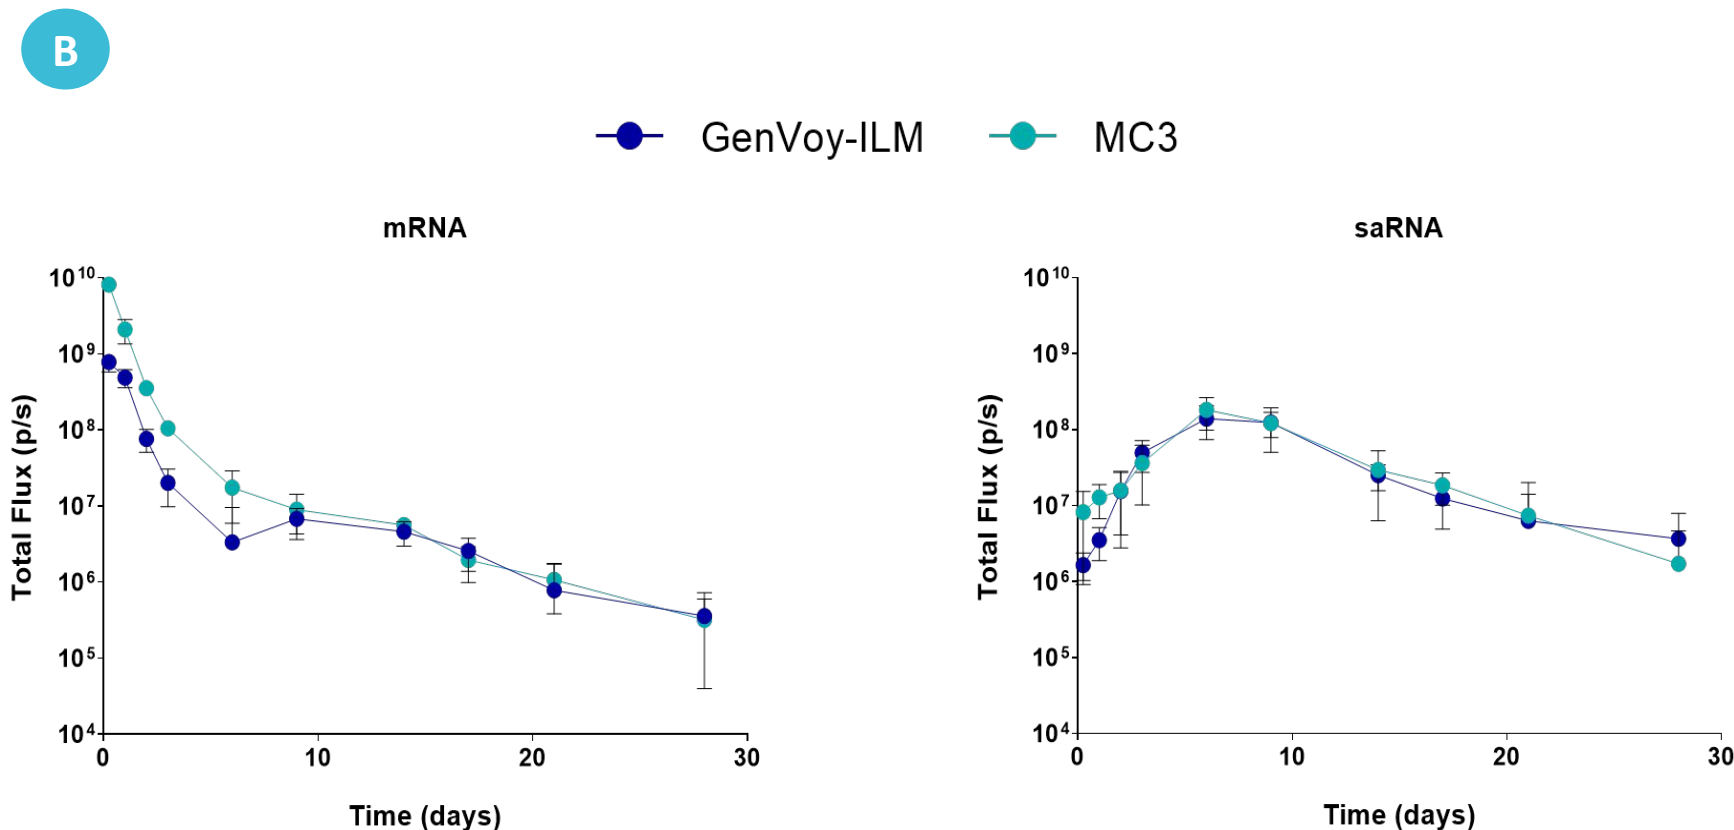 B
GenVoy-ILM MC3
mRNA
Total Flux (p/s)
10¹⁰
10⁹
10⁸
10⁷
10⁶
10⁵
10⁴
0 10 20 30
Time (days)
saRNA
Total Flux (p/s)
10¹⁰
10⁹
10⁸
10⁷
10⁶
10⁵
10⁴
0 10 20 30
Time (days)